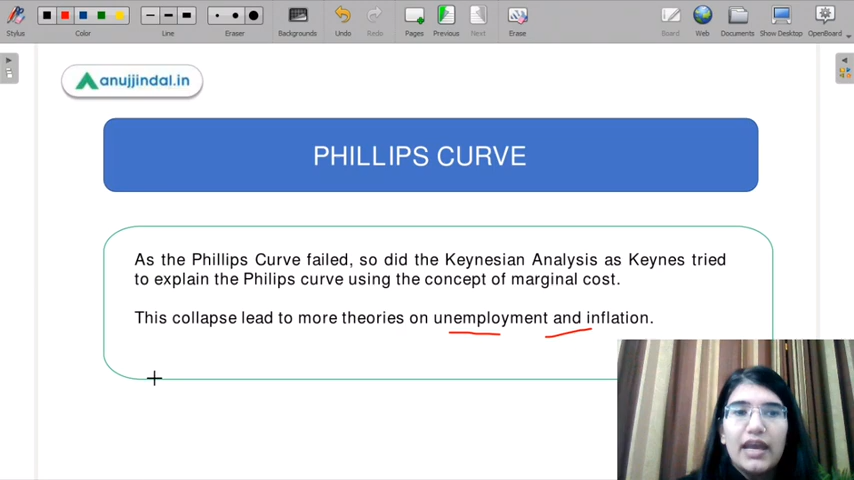 Stylus
Color
Line
Eraser
Backgrounds
Undo
Redo
Pages
Previous
Next
Erase
Board
Web
Documents
Show Desktop
OpenBoard
anujjindal.in
PHILLIPS CURVE
As the Phillips Curve failed, so did the Keynesian Analysis as Keynes tried
to explain the Philips curve using the concept of marginal cost.
This collapse lead to more theories on unemployment and inflation.